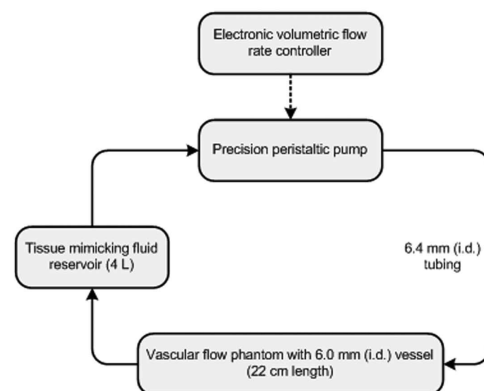 Electronic volumetric flow
rate controller
Precision peristaltic pump
Tissue mimicking fluid
reservoir (4 L)
6.4 mm (i.d.)
tubing
Vascular flow phantom with 6.0 mm (i.d.) vessel
(22 cm length)